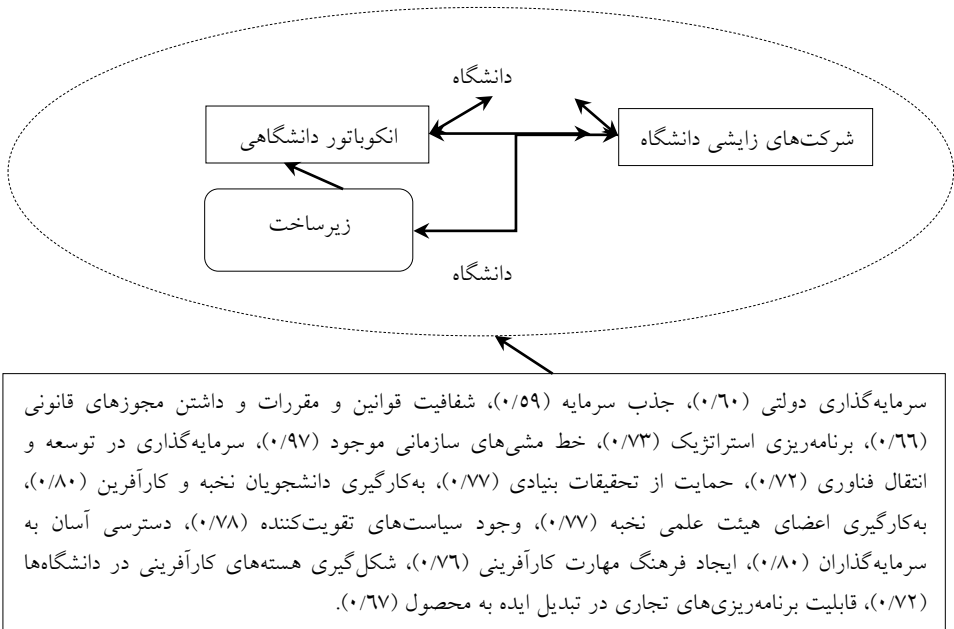 دانشگاه
شرکت‌های زایشی دانشگاه
انکوباتور دانشگاهی
زیرساخت
دانشگاه
سرمایه‌گذاری دولتی (۰/٦۰)، جذب سرمایه (۰/٥۹)، شفافیت قوانین و مقررات و داشتن مجوزهای قانونی
(۰/٦٦)، برنامه‌ریزی استراتژیک (۰/۷۳)، خط مشی‌های سازمانی موجود (۰/۹۷)، سرمایه‌گذاری در توسعه و
انتقال فناوری (۰/۷۲)، حمایت از تحقیقات بنیادی (۰/۷۷)، به‌کارگیری دانشجویان نخبه و کارآفرین (۰/۸۰)،
به‌کارگیری اعضای هیئت علمی نخبه (۰/۷۷)، وجود سیاست‌های تقویت‌کننده (۰/۷۸)، دسترسی آسان به
سرمایه‌گذاران (۰/۸۰)، ایجاد فرهنگ مهارت کارآفرینی (۰/۷٦)، شکل‌گیری هسته‌های کارآفرینی در دانشگاه‌ها
(۰/۷۲)، قابلیت برنامه‌ریزی‌های تجاری در تبدیل ایده به محصول (۰/٦۷).